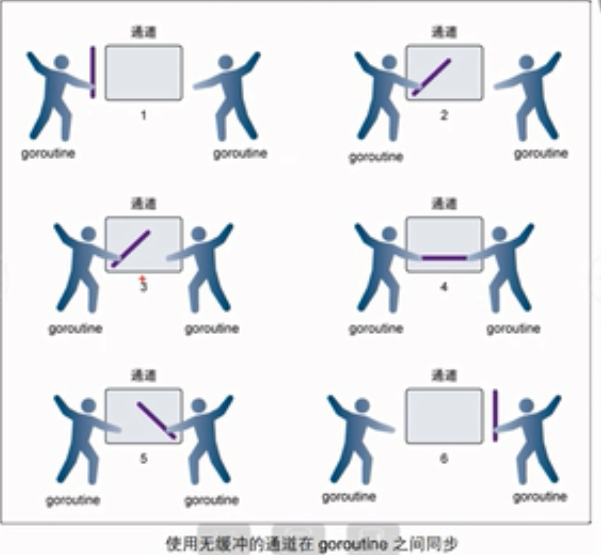 通道
通道
1
2
goroutine
goroutine
goroutine
goroutine
通道
通道
3
4
goroutine
goroutine
goroutine
goroutine
通道
通道
5
6
goroutine
goroutine
goroutine
goroutine
使用无缓冲的通道在 goroutine 之间同步